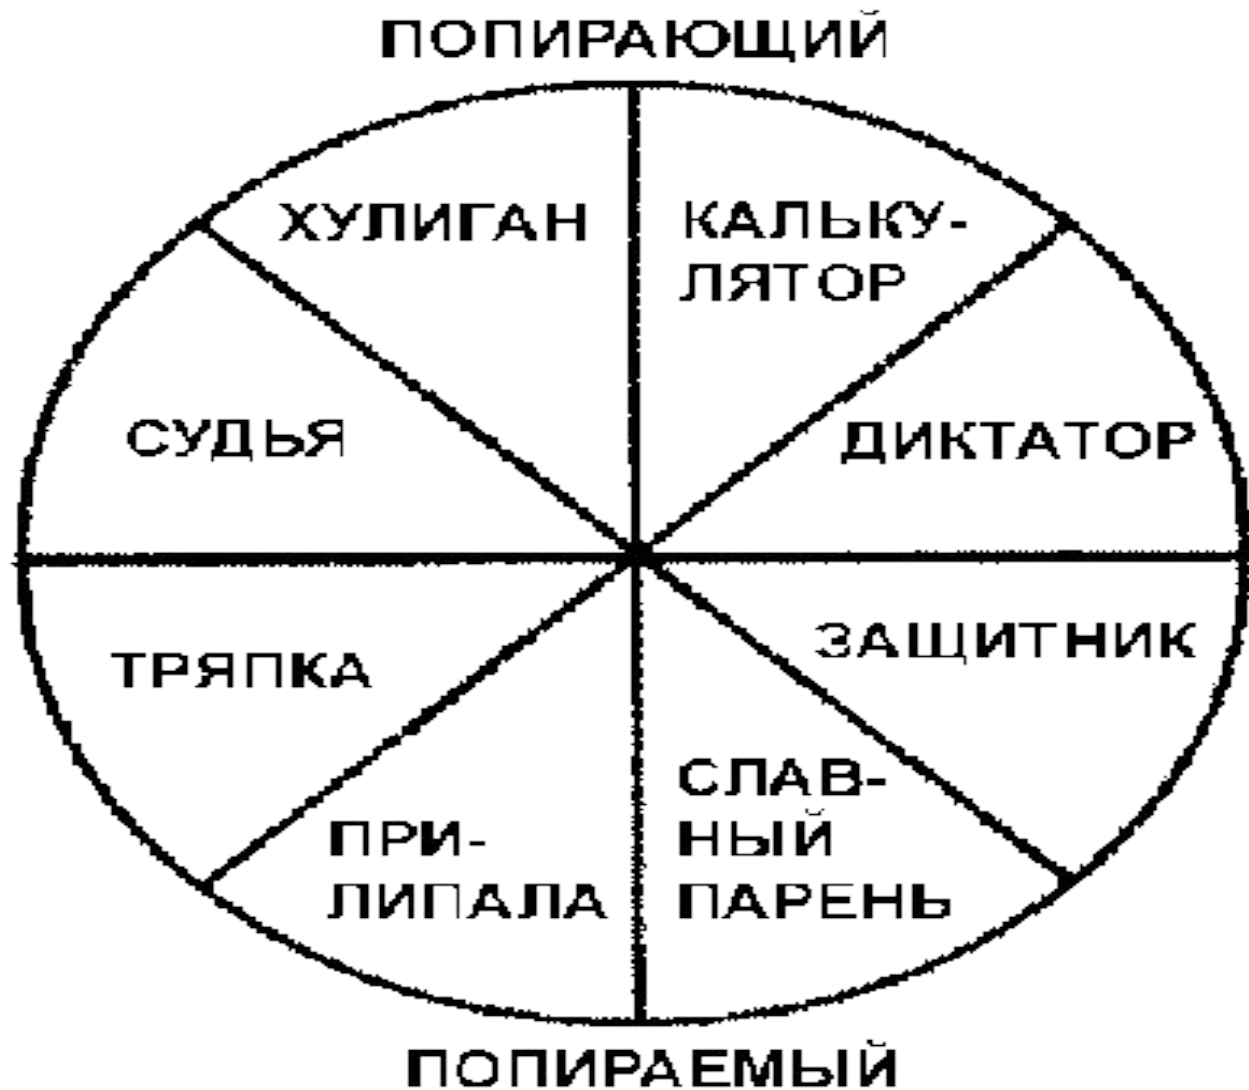 ПОПИРАЮЩИЙ
ХУЛИГАН
КАЛЬКУ-
ЛЯТОР
СУДЬЯ
ДИКТАТОР
ТРЯПКА
ЗАЩИТНИК
ПРИ-
ЛИПАЛА
СЛАВ-
НЫЙ
ПАРЕНЬ
ПОПИРАЕМЫЙ